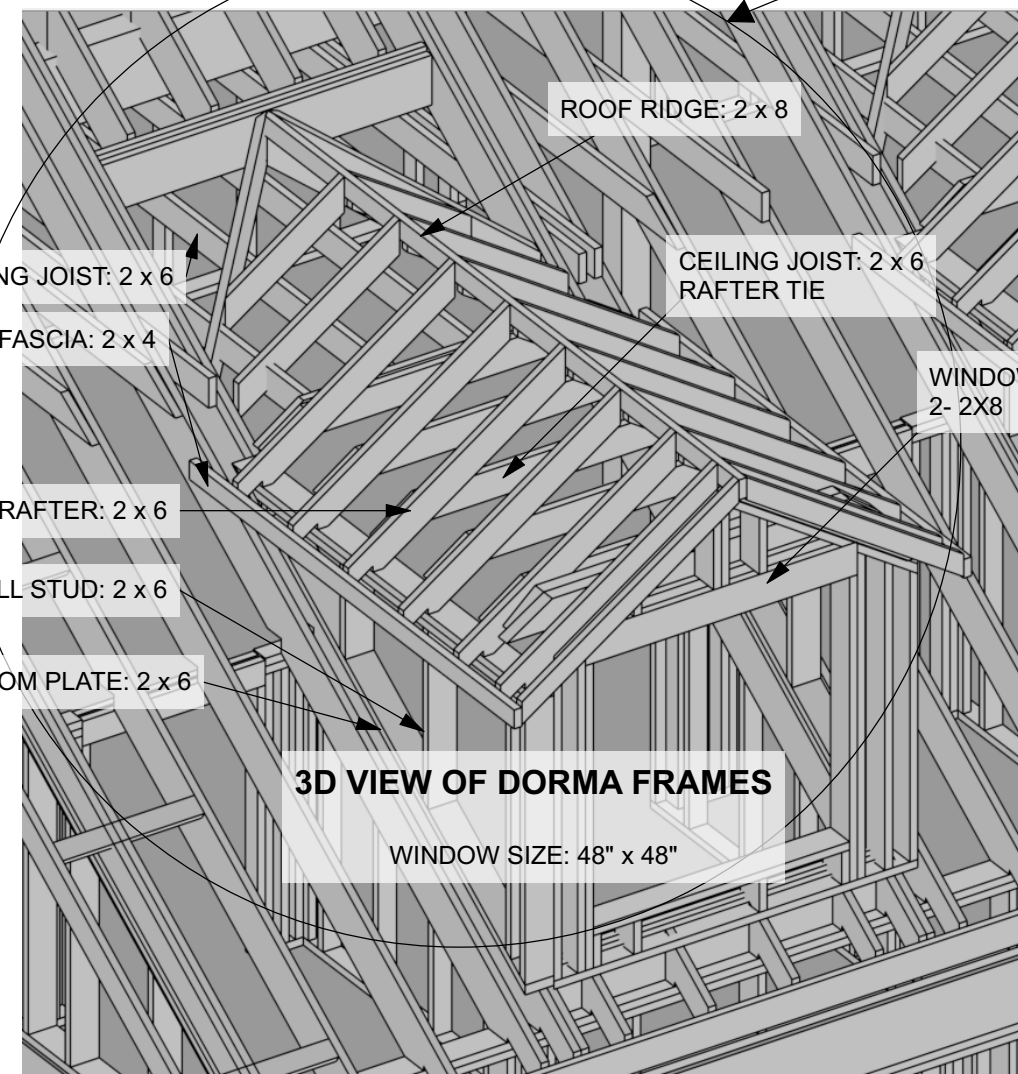 ROOF RIDGE: 2 x 8
NG JOIST: 2 x 6
CEILING JOIST: 2 x 6
RAFTER TIE
FASCIA: 2 x 4
WINDOW
2- 2X8
RAFTER: 2 x 6
LL STUD: 2 x 6
OM PLATE: 2 x 6
3D VIEW OF DORMA FRAMES
WINDOW SIZE: 48" x 48"